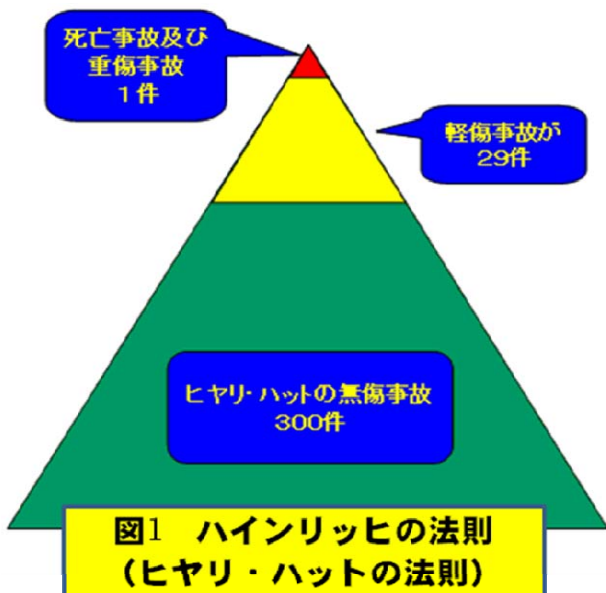 死亡事故及び
重傷事故
1件
軽傷事故が
29件
ヒヤリ・ハットの無傷事故
300件
図1　ハインリッヒの法則
（ヒヤリ・ハットの法則）